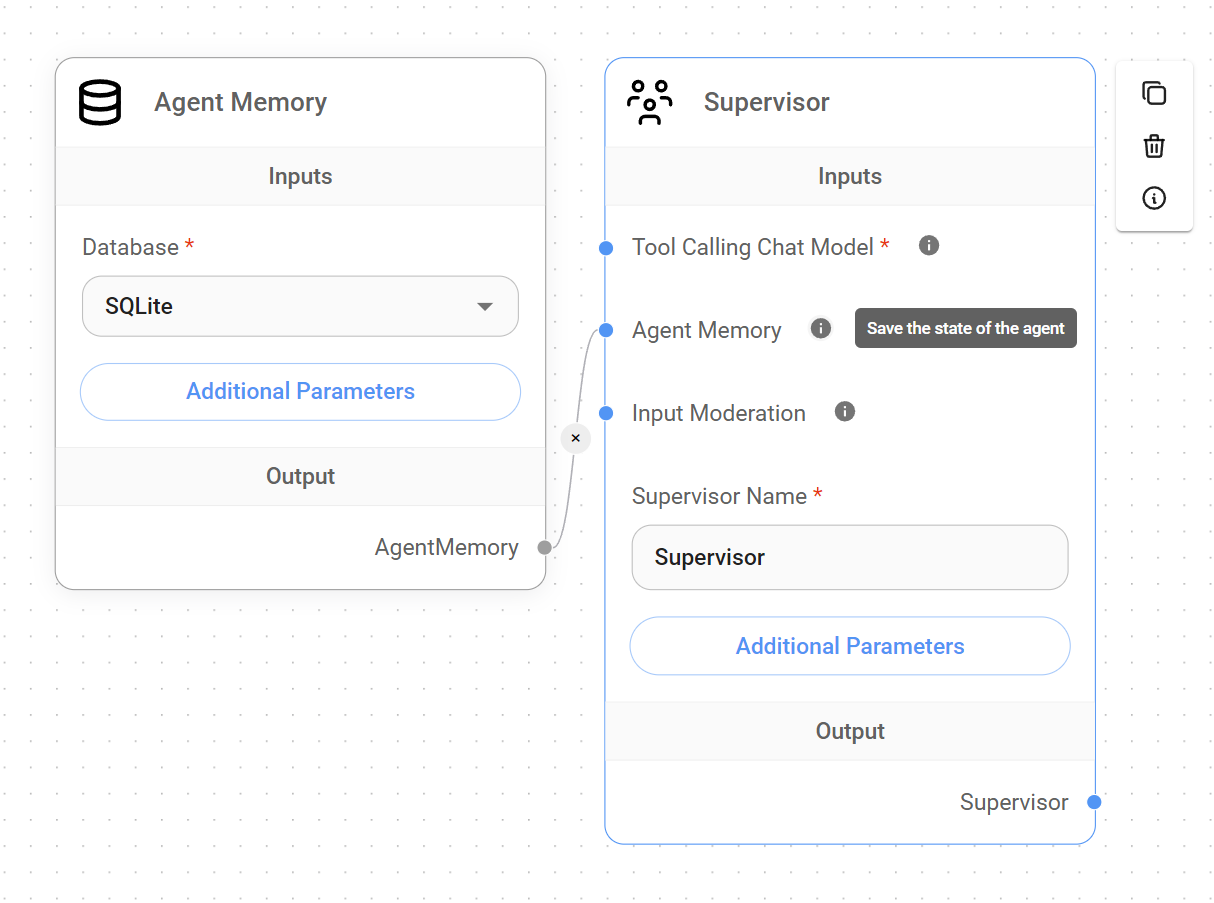 Agent Memory
Inputs
Database *
SQLite
Additional Parameters
Output
AgentMemory
Supervisor
Inputs
Tool Calling Chat Model *
Agent Memory
Save the state of the agent
Input Moderation
Supervisor Name *
Supervisor
Additional Parameters
Output
Supervisor